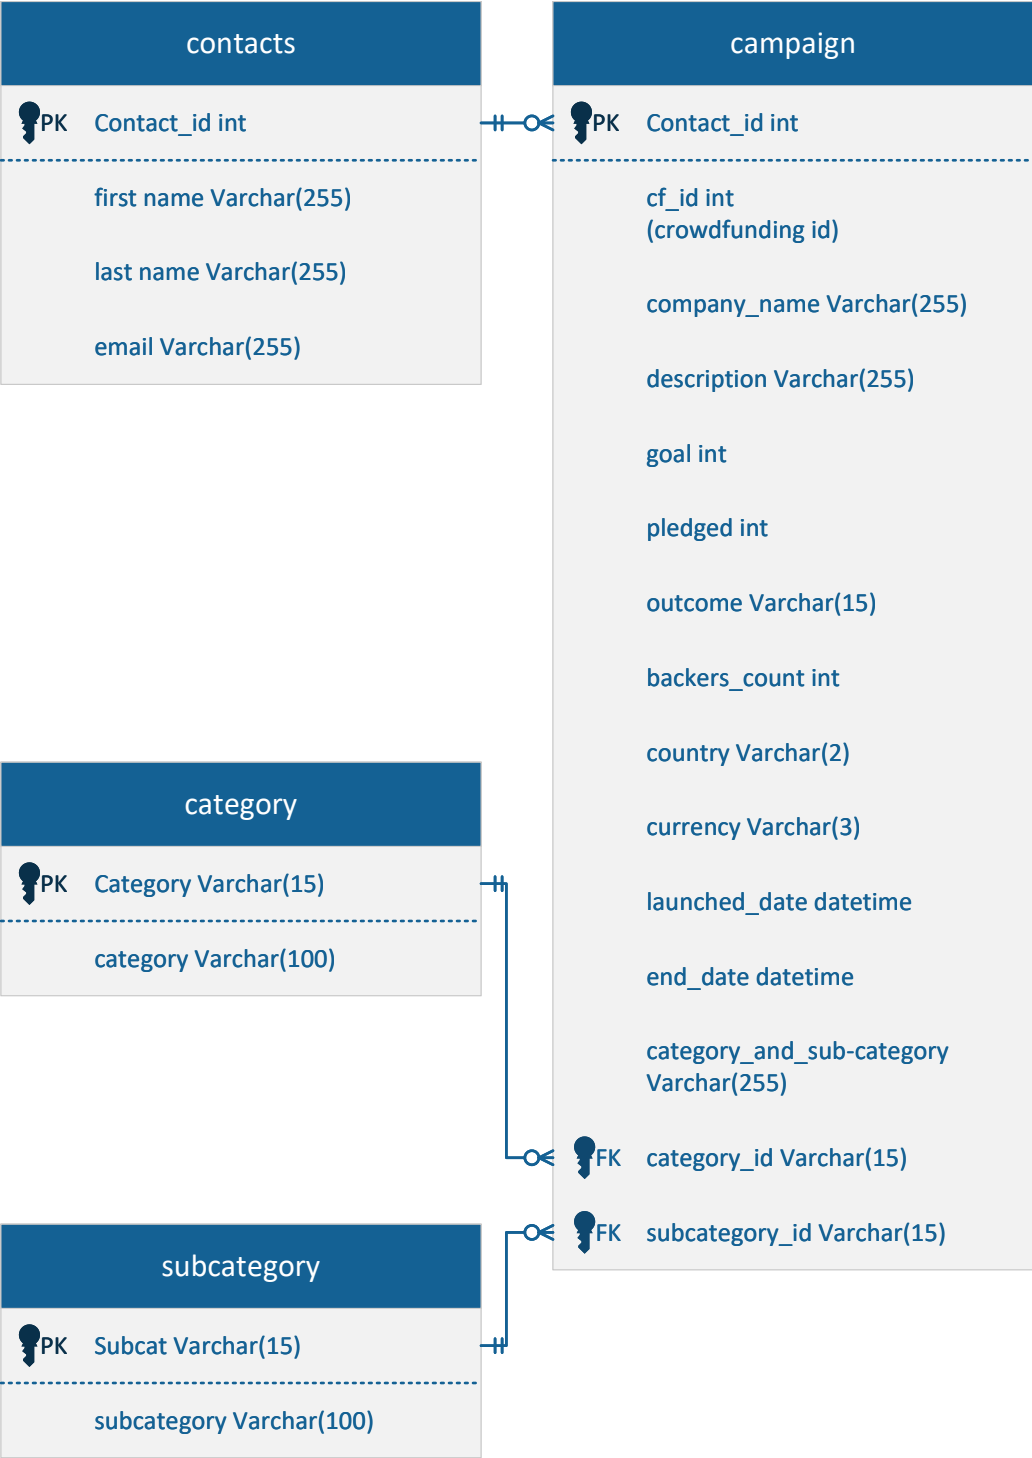 contacts
PK Contact_id int
first name Varchar(255)
last name Varchar(255)
email Varchar(255)
campaign
PK Contact_id int
cf_id int
(crowdfunding id)
company_name Varchar(255)
description Varchar(255)
goal int
pledged int
outcome Varchar(15)
backers_count int
country Varchar(2)
currency Varchar(3)
launched_date datetime
end_date datetime
category_and_sub-category
Varchar(255)
FK category_id Varchar(15)
FK subcategory_id Varchar(15)
category
PK Category Varchar(15)
category Varchar(100)
subcategory
PK Subcat Varchar(15)
subcategory Varchar(100)